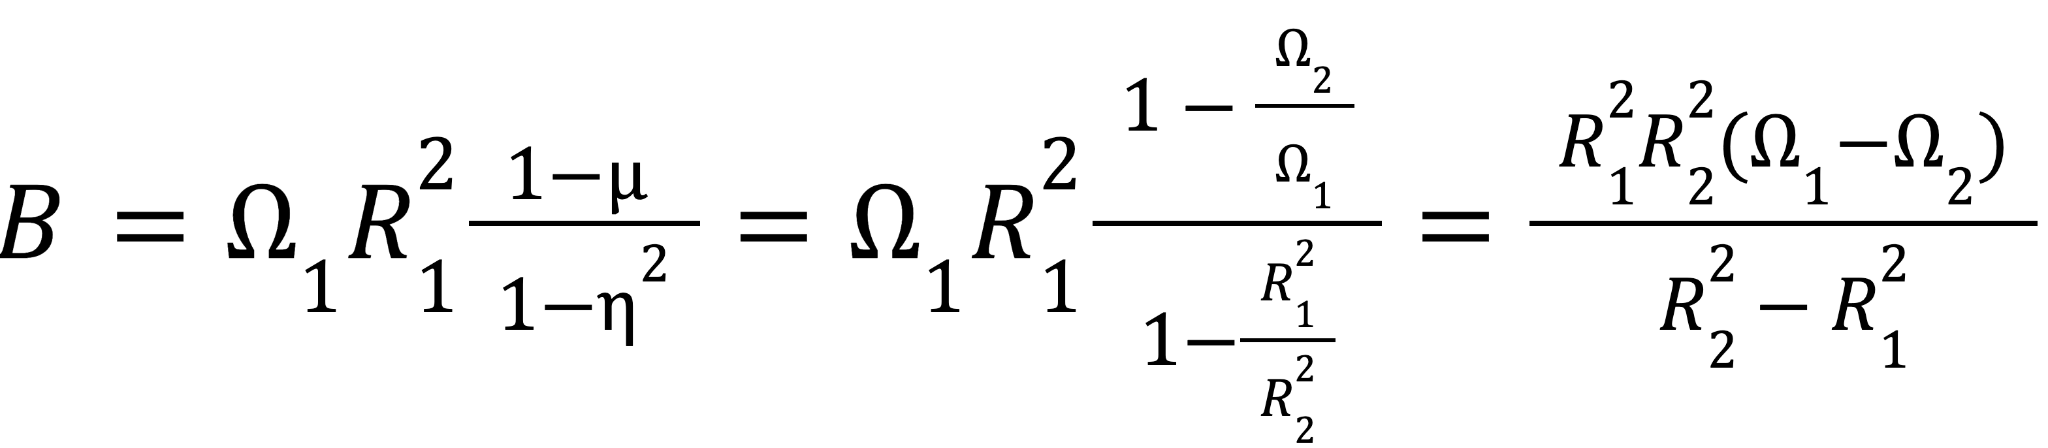 B = Ω₁R₁² (1−μ)/(1−η²) = Ω₁R₁² (1 − Ω₂/Ω₁)/(1−R₁²/R₂²) = R₁²R₂²(Ω₁−Ω₂)/(R₂² − R₁²)